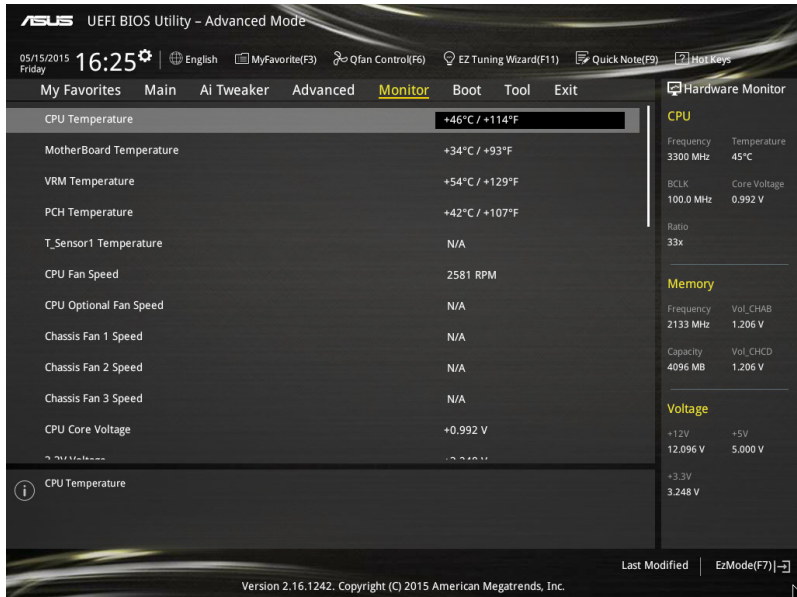 ASUS UEFI BIOS Utility – Advanced Mode
05/15/2015
Friday
16:25
English
MyFavorite(F3)
Qfan Control(F6)
EZ Tuning Wizard(F11)
Quick Note(F9)
? Hot Keys
My Favorites
Main
Ai Tweaker
Advanced
Monitor
Boot
Tool
Exit
CPU Temperature +46°C / +114°F
MotherBoard Temperature +34°C / +93°F
VRM Temperature +54°C / +129°F
PCH Temperature +42°C / +107°F
T_Sensor1 Temperature N/A
CPU Fan Speed 2581 RPM
CPU Optional Fan Speed N/A
Chassis Fan 1 Speed N/A
Chassis Fan 2 Speed N/A
Chassis Fan 3 Speed N/A
CPU Core Voltage +0.992 V
3.3V Voltage +3.248 V
CPU Temperature
Hardware Monitor
CPU
Frequency Temperature
3300 MHz 45°C
BCLK Core Voltage
100.0 MHz 0.992 V
Ratio
33x
Memory
Frequency Vol_CHAB
2133 MHz 1.206 V
Capacity Vol_CHCD
4096 MB 1.206 V
Voltage
+12V +5V
12.096 V 5.000 V
+3.3V
3.248 V
Last Modified
EzMode(F7)
Version 2.16.1242. Copyright (C) 2015 American Megatrends, Inc.